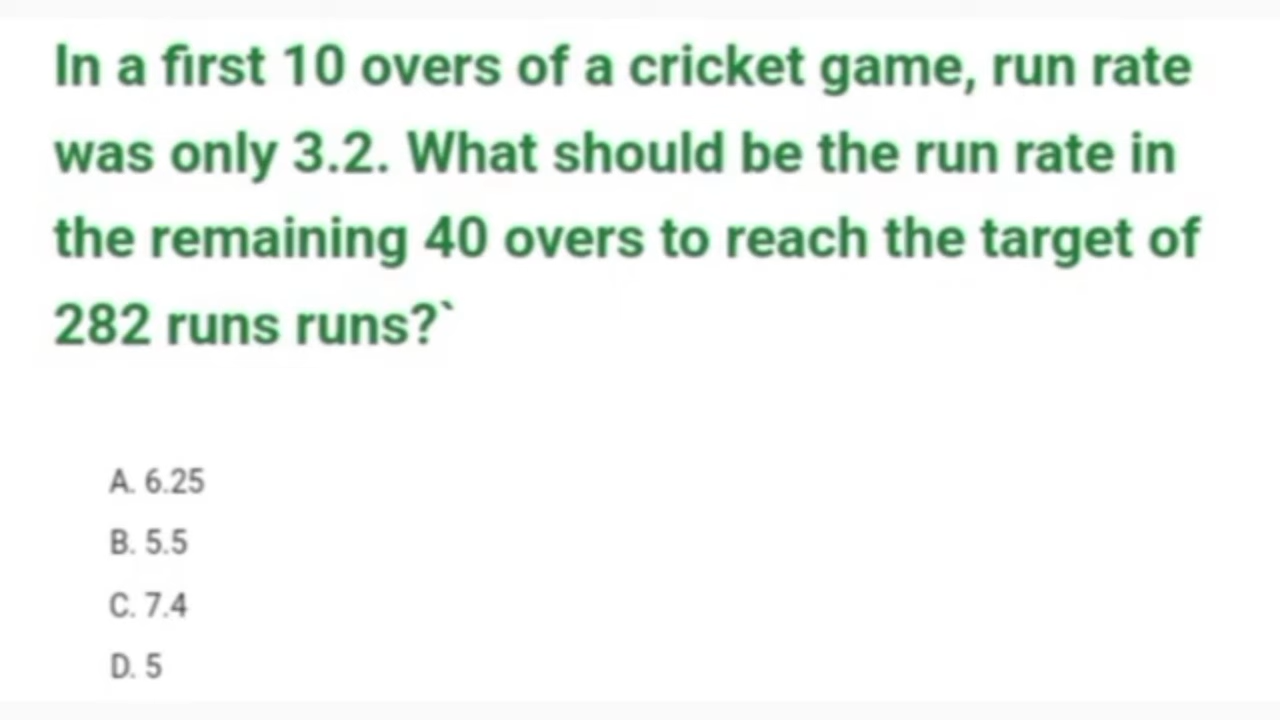 In a first 10 overs of a cricket game, run rate
was only 3.2. What should be the run rate in
the remaining 40 overs to reach the target of
282 runs runs?`
A. 6.25
B. 5.5
C. 7.4
D. 5